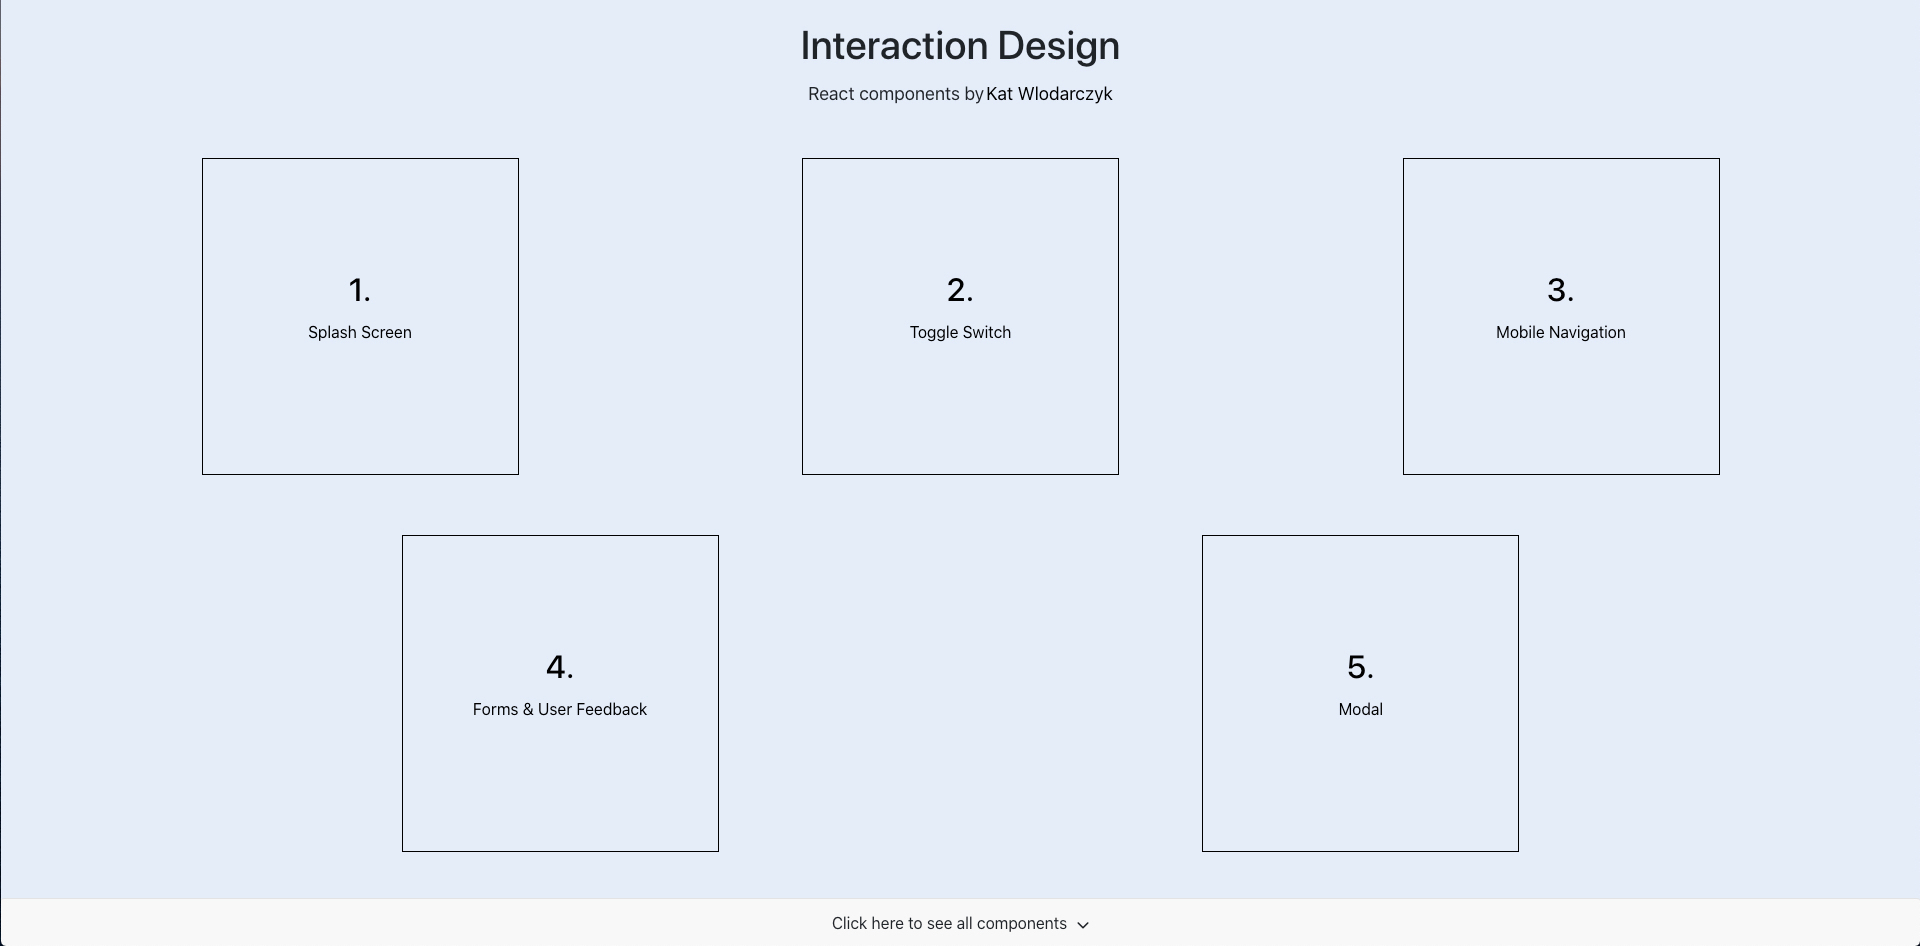 Interaction Design
React components by Kat Wlodarczyk
1.
Splash Screen
2.
Toggle Switch
3.
Mobile Navigation
4.
Forms & User Feedback
5.
Modal
Click here to see all components